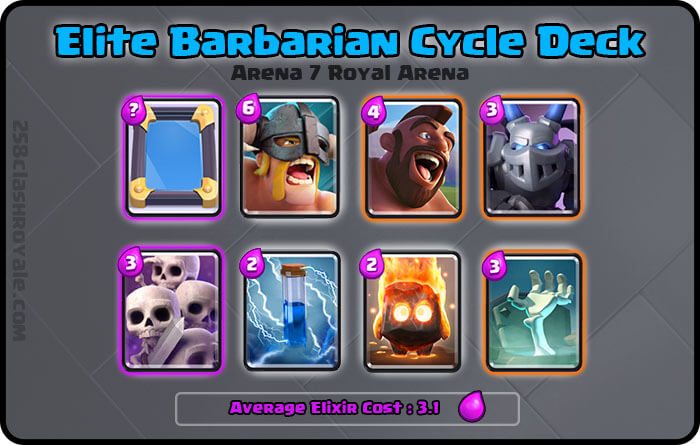 Elite Barbarian Cycle Deck
Arena 7 Royal Arena
?
6
4
3
3
2
2
3
Average Elixir Cost : 3.1
258clashroyale.com